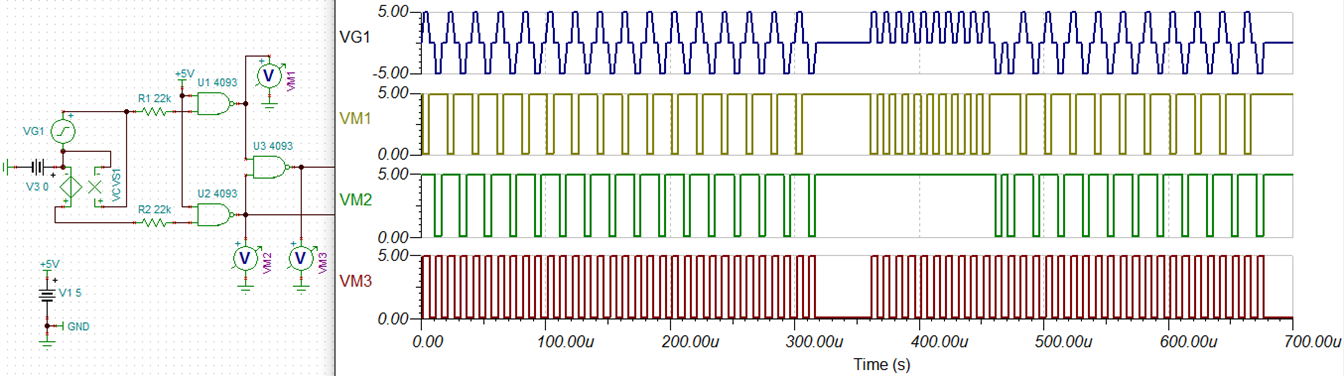 +5V
U1 4093
V
VM1
R1 22k
VG1
U3 4093
V3 0
VCVS1
R2 22k
U2 4093
V
VM2
V
VM3
+5V
V1 5
GND
VG1
5.00
-5.00
VM1
5.00
0.00
VM2
5.00
0.00
VM3
5.00
0.00
0.00 100.00u 200.00u 300.00u 400.00u 500.00u 600.00u 700.00u
Time (s)